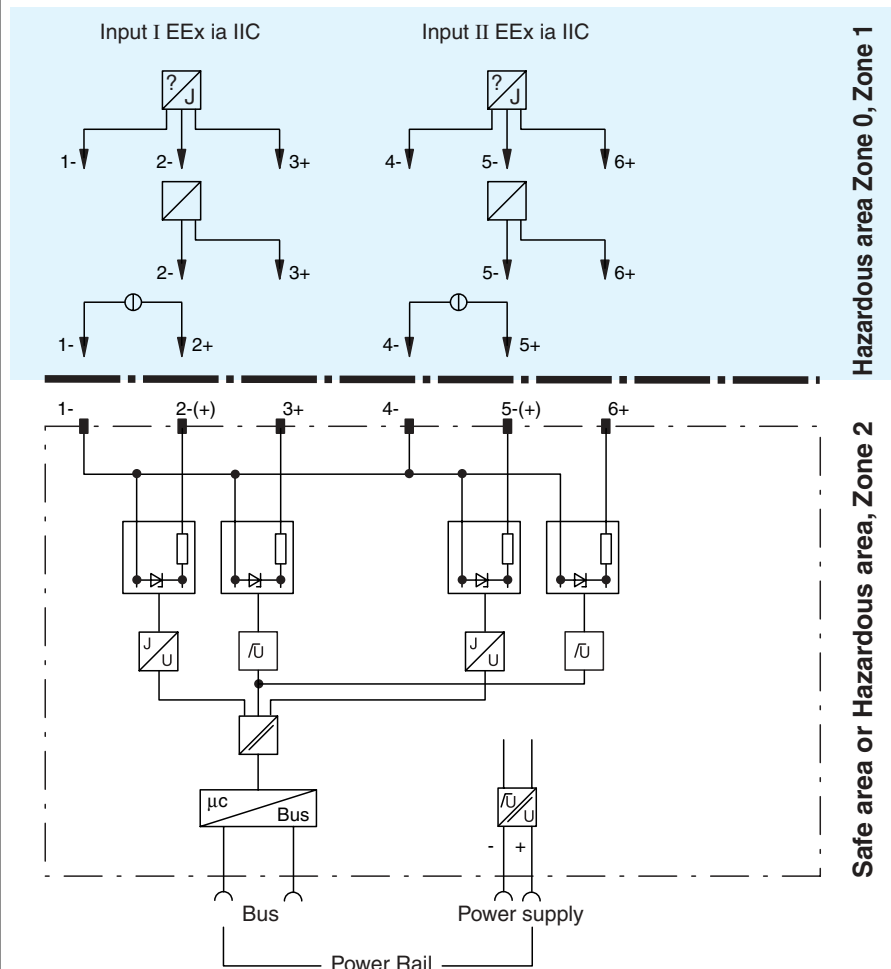 Input I EEx ia IIC
Input II EEx ia IIC
?
J
?
J
1-
2-
3+
4-
5-
6+
2-
3+
5-
6+
1-
2+
4-
5+
Hazardous area Zone 0, Zone 1
1-
2-(+)
3+
4-
5-(+)
6+
J
U
/Ū
J
U
/Ū
µc
Bus
/Ū
U
-
+
Bus
Power supply
Power Rail
Safe area or Hazardous area, Zone 2